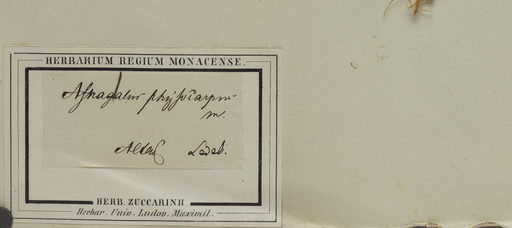 HERBARIUM REGIUM MONACENSE.
Astragalus physocarpus
m.
Altai Ledeb.
HERB. ZUCCARINII.
Herbar. Univ. Ludov. Maximil.